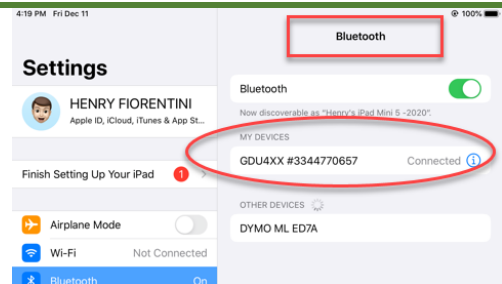 4:19 PM Fri Dec 11
100%
Settings
HENRY FIORENTINI
Apple ID, iCloud, iTunes & App St...
Finish Setting Up Your iPad 1
Airplane Mode
Wi-Fi Not Connected
Bluetooth On
Bluetooth
Bluetooth
Now discoverable as "Henry's iPad Mini 5 -2020".
MY DEVICES
GDU4XX #3344770657 Connected
OTHER DEVICES
DYMO ML ED7A